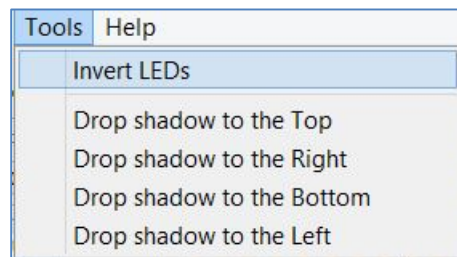 Tools Help
Invert LEDs
Drop shadow to the Top
Drop shadow to the Right
Drop shadow to the Bottom
Drop shadow to the Left